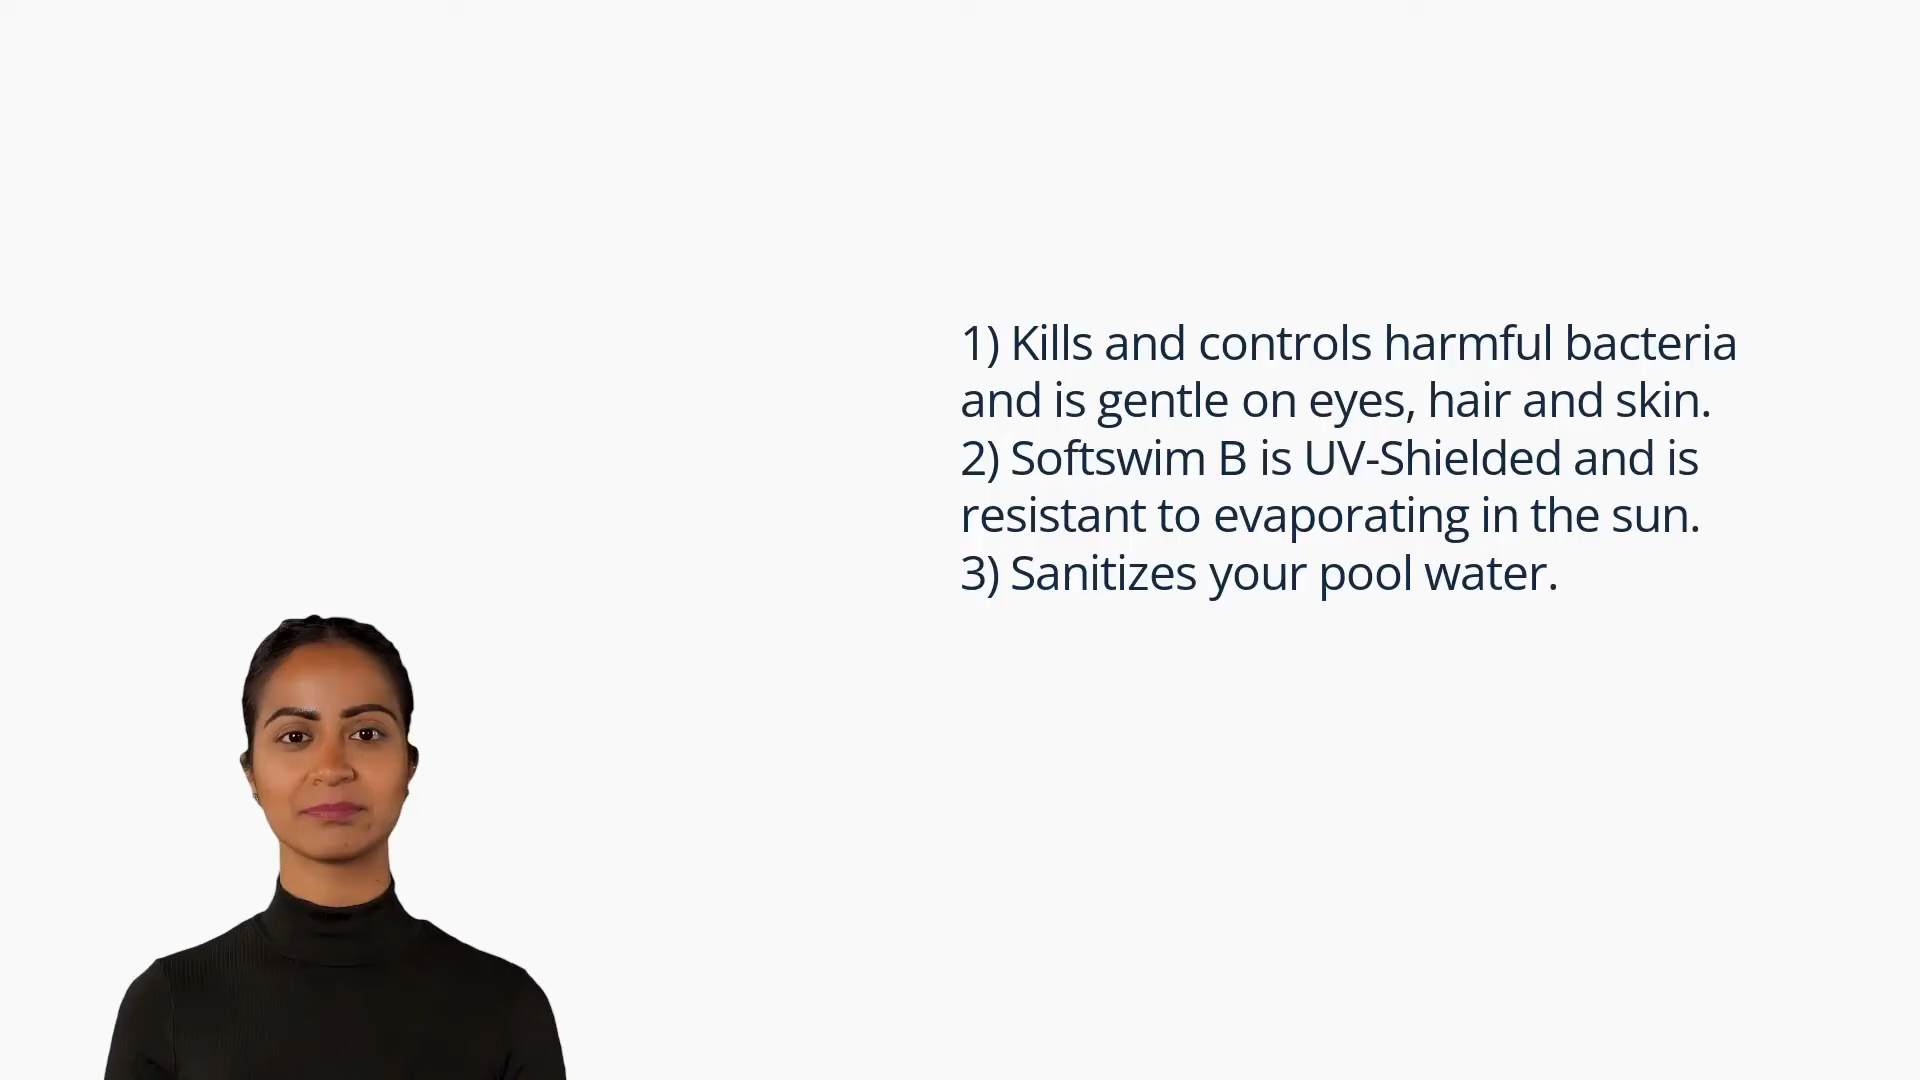 1) Kills and controls harmful bacteria
and is gentle on eyes, hair and skin.
2) Softswim B is UV-Shielded and is
resistant to evaporating in the sun.
3) Sanitizes your pool water.